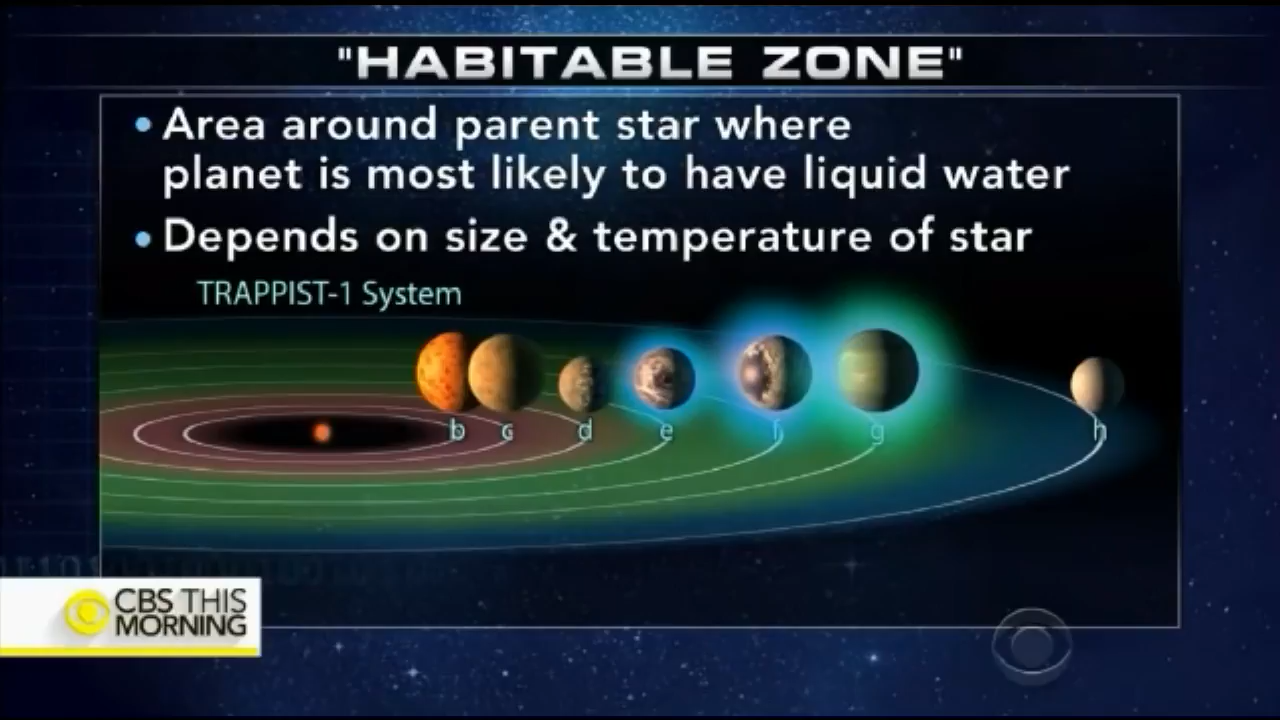 "HABITABLE ZONE"
• Area around parent star where
planet is most likely to have liquid water
• Depends on size & temperature of star
TRAPPIST-1 System
b c d e f g h
CBS THIS
MORNING